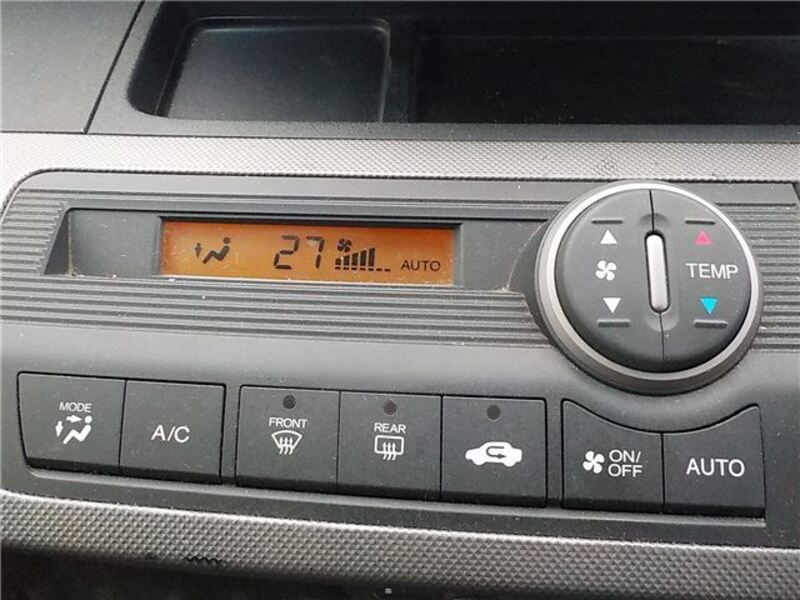 27 AUTO
TEMP
MODE
A/C
FRONT
REAR
ON/
OFF
AUTO